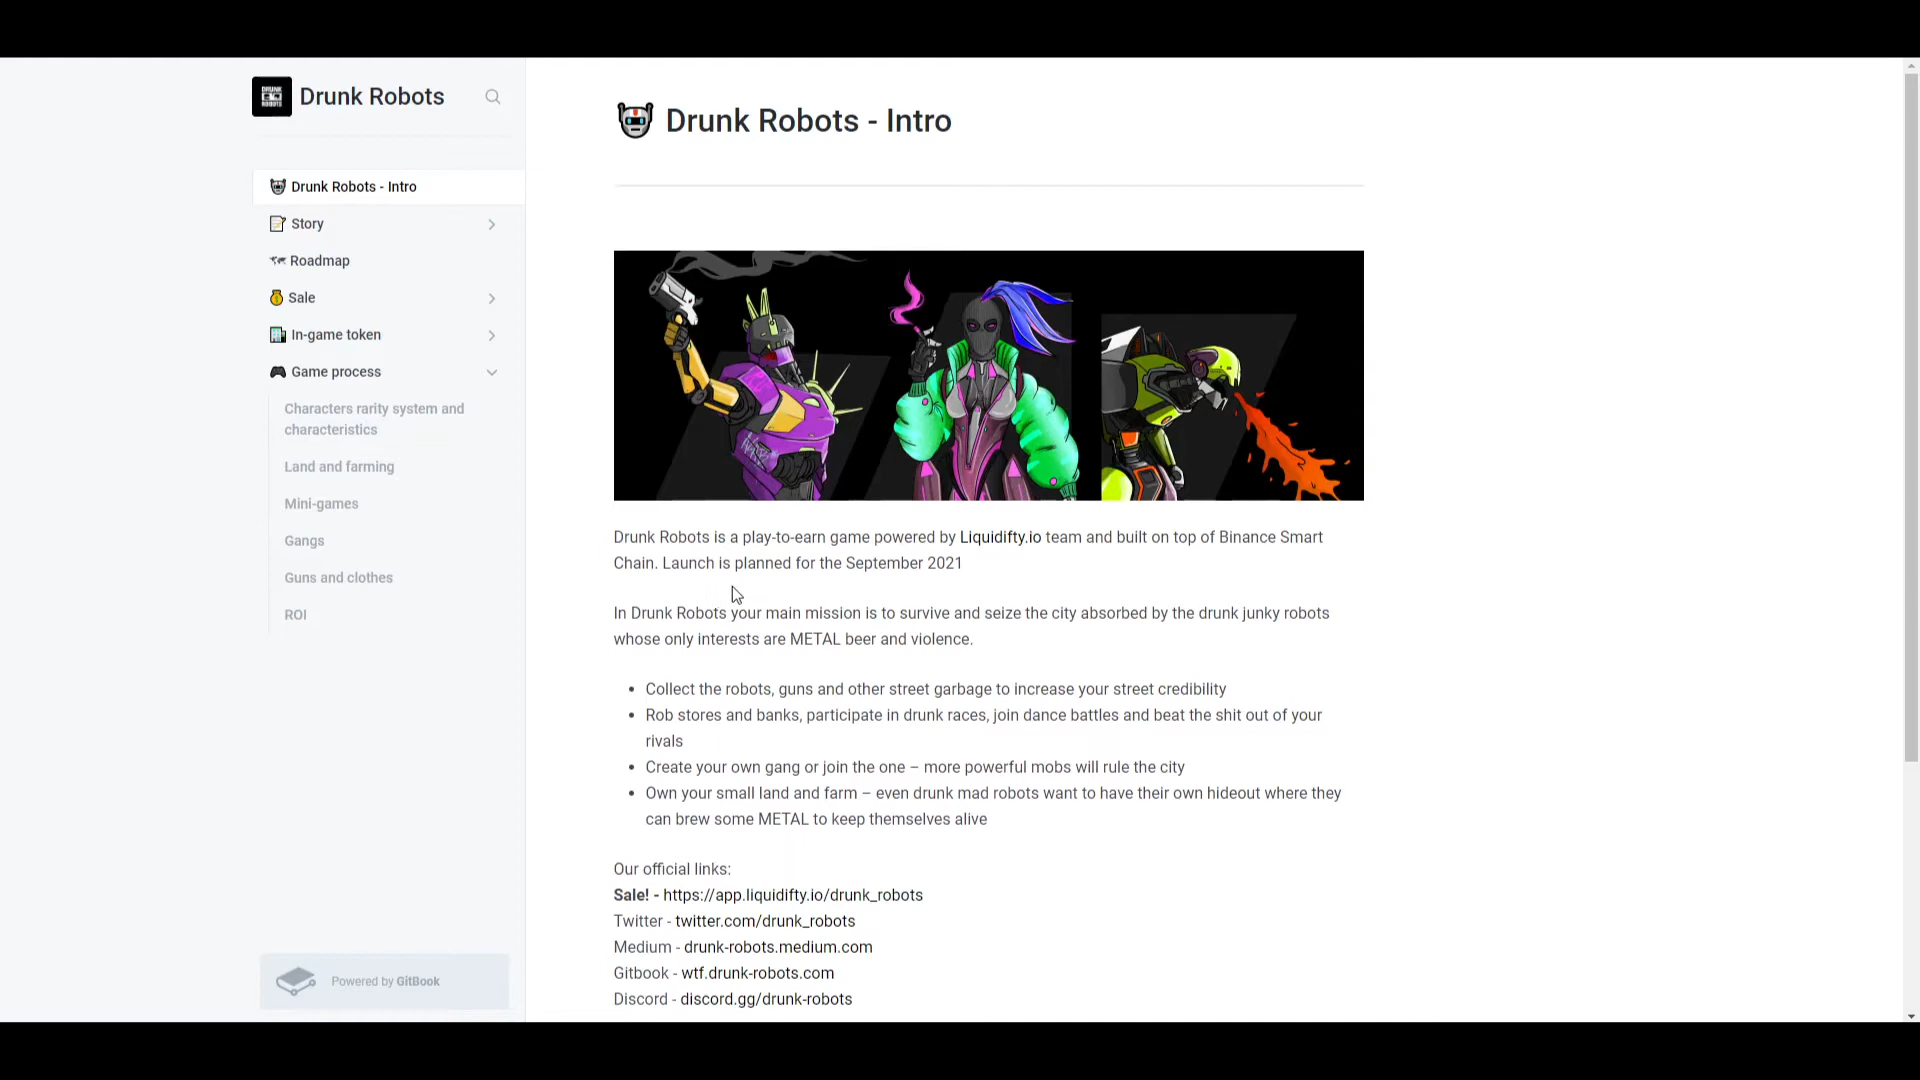 DRUNK
ROBOTS
Drunk Robots
Drunk Robots - Intro
Story
Roadmap
Sale
In-game token
Game process
Characters rarity system and
characteristics
Land and farming
Mini-games
Gangs
Guns and clothes
ROI
Powered by GitBook
Drunk Robots - Intro
Drunk Robots is a play-to-earn game powered by Liquidifty.io team and built on top of Binance Smart
Chain. Launch is planned for the September 2021
In Drunk Robots your main mission is to survive and seize the city absorbed by the drunk junky robots
whose only interests are METAL beer and violence.
• Collect the robots, guns and other street garbage to increase your street credibility
• Rob stores and banks, participate in drunk races, join dance battles and beat the shit out of your
rivals
• Create your own gang or join the one – more powerful mobs will rule the city
• Own your small land and farm – even drunk mad robots want to have their own hideout where they
can brew some METAL to keep themselves alive
Our official links:
Sale! - https://app.liquidifty.io/drunk_robots
Twitter - twitter.com/drunk_robots
Medium - drunk-robots.medium.com
Gitbook - wtf.drunk-robots.com
Discord - discord.gg/drunk-robots